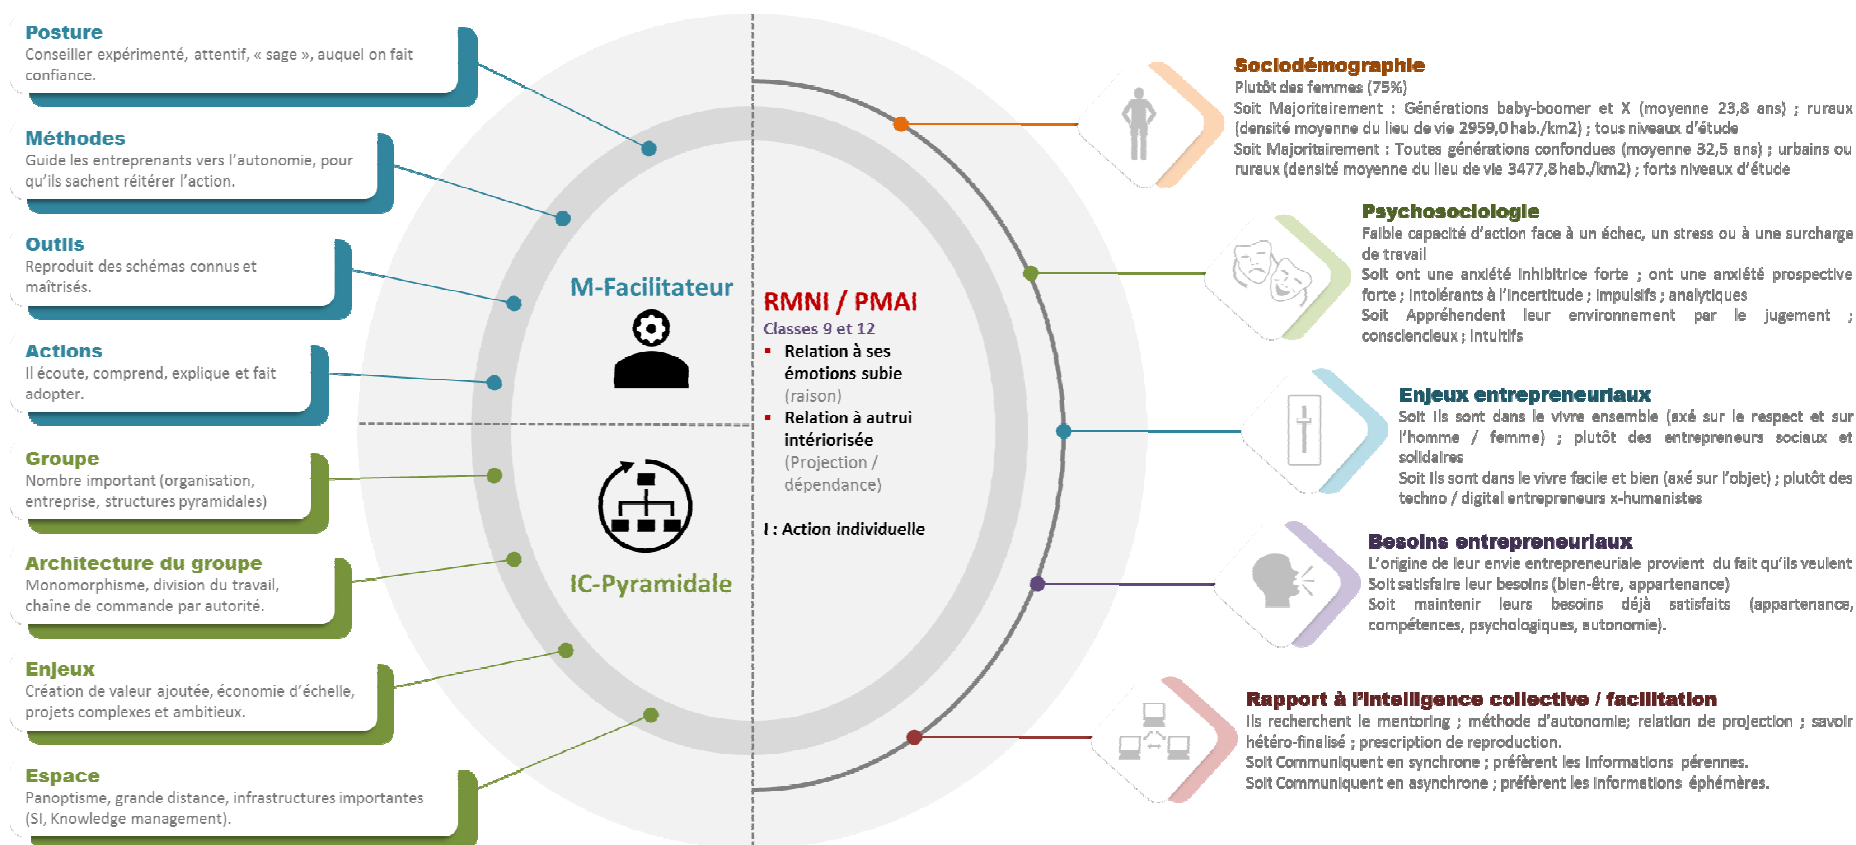 Posture
Conseiller expérimenté, attentif, « sage », auquel on fait
confiance.
Méthodes
Guide les entreprenants vers l’autonomie, pour
qu’ils sachent réitérer l’action.
Outils
Reproduit des schémas connus et
maîtrisés.
Actions
Il écoute, comprend, explique et fait
adopter.
Groupe
Nombre important (organisation,
entreprise, structures pyramidales)
Architecture du groupe
Monomorphisme, division du travail,
chaîne de commande par autorité.
Enjeux
Création de valeur ajoutée, économie d’échelle,
projets complexes et ambitieux.
Espace
Panoptisme, grande distance, infrastructures importantes
(SI, Knowledge management).
M-Facilitateur
IC-Pyramidale
RMNI / PMAI
Classes 9 et 12
▪ Relation à ses
émotions subie
(raison)
▪ Relation à autrui
intériorisée
(Projection /
dépendance)
I : Action individuelle
Sociodémographie
Plutôt des femmes (75%)
Soit Majoritairement : Générations baby-boomer et X (moyenne 23,8 ans) ; ruraux
(densité moyenne du lieu de vie 2959,0 hab./km2) ; tous niveaux d’étude
Soit Majoritairement : Toutes générations confondues (moyenne 32,5 ans) ; urbains ou
ruraux (densité moyenne du lieu de vie 3477,8 hab./km2) ; forts niveaux d’étude
Psychosociologie
Faible capacité d’action face à un échec, un stress ou à une surcharge
de travail
Soit ont une anxiété inhibitrice forte ; ont une anxiété prospective
forte ; intolérants à l’incertitude ; impulsifs ; analytiques
Soit Appréhendent leur environnement par le jugement ;
consciencieux ; intuitifs
Enjeux entrepreneuriaux
Soit Ils sont dans le vivre ensemble (axé sur le respect et sur
l’homme / femme) ; plutôt des entrepreneurs sociaux et
solidaires
Soit Ils sont dans le vivre facile et bien (axé sur l’objet) ; plutôt des
techno / digital entrepreneurs x-humanistes
Besoins entrepreneuriaux
L’origine de leur envie entrepreneuriale provient du fait qu’ils veulent
Soit satisfaire leur besoins (bien-être, appartenance)
Soit maintenir leurs besoins déjà satisfaits (appartenance,
compétences, psychologiques, autonomie).
Rapport à l’intelligence collective / facilitation
Ils recherchent le mentoring ; méthode d’autonomie; relation de projection ; savoir
hétéro-finalisé ; prescription de reproduction.
Soit Communiquent en synchrone ; préfèrent les informations pérennes.
Soit Communiquent en asynchrone ; préfèrent les informations éphémères.